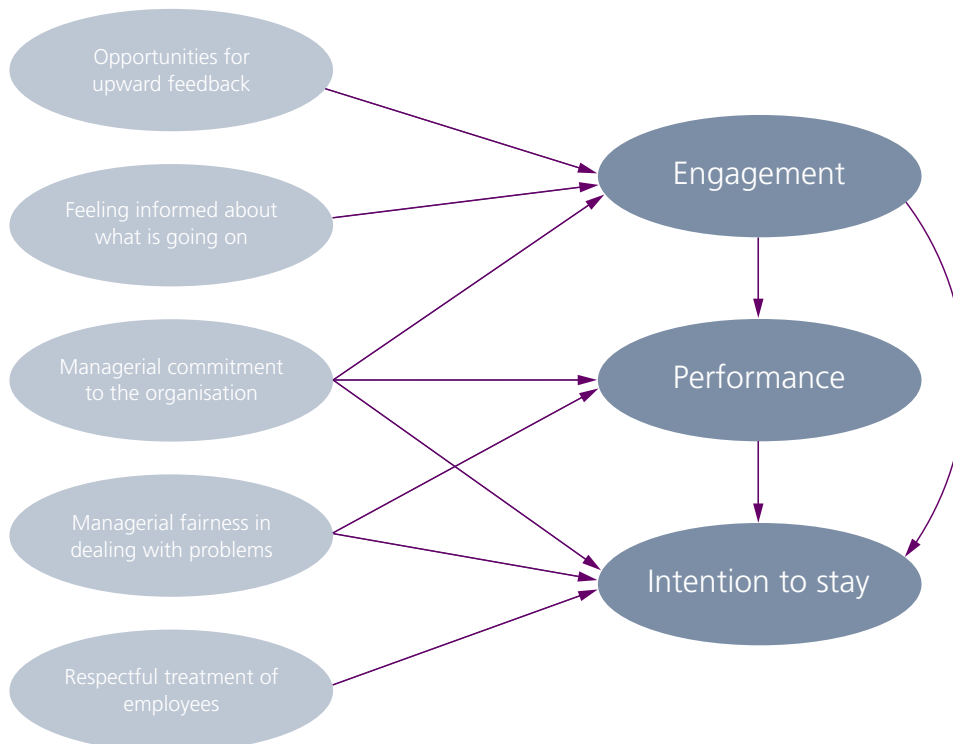 Opportunities for
upward feedback
Feeling informed about
what is going on
Managerial commitment
to the organisation
Managerial fairness in
dealing with problems
Respectful treatment of
employees
Engagement
Performance
Intention to stay